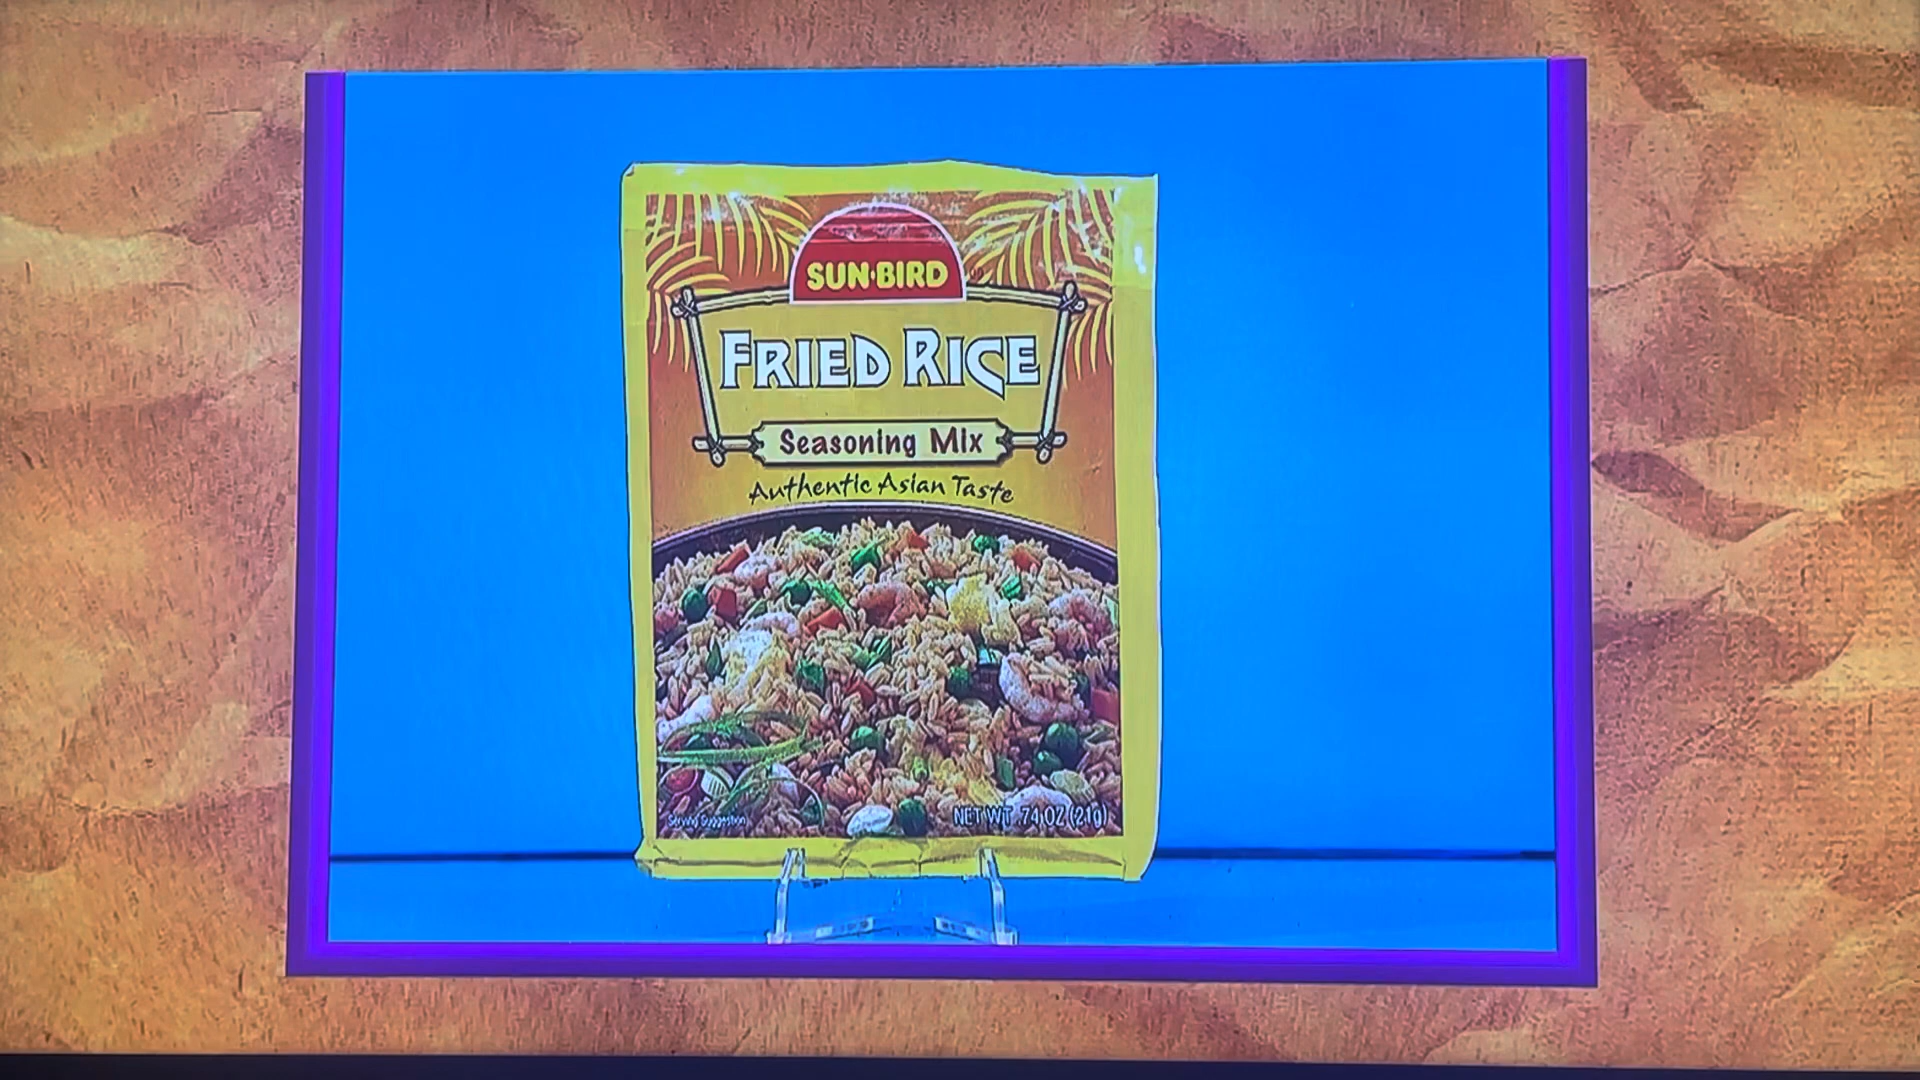 SUN·BIRD
FRIED RICE
Seasoning Mix
Authentic Asian Taste
Serving Suggestion
NET WT .74 OZ (21g)